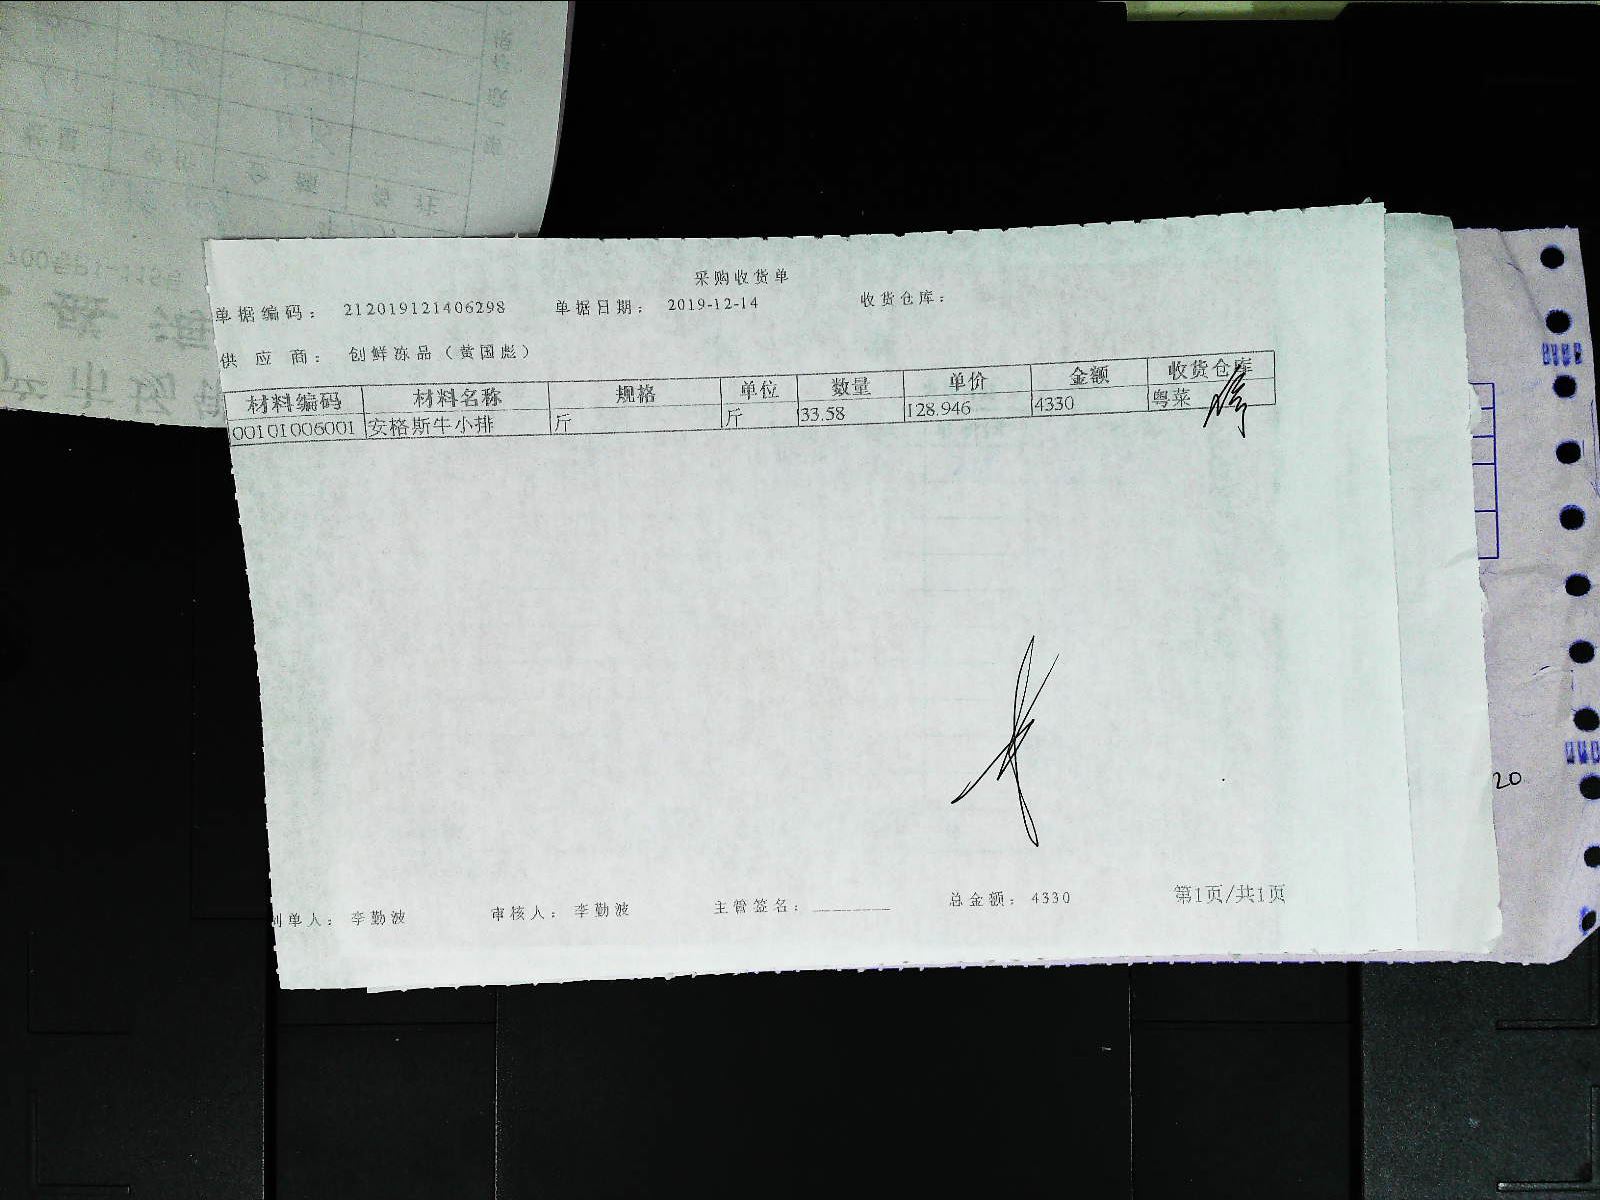 采购收货单
单据编码： 212019121406298 单据日期： 2019-12-14 收货仓库：
供 应 商： 创鲜冻品（黄国彪）
材料编码 材料名称 规格 单位 数量 单价 金额 收货仓库
00101006001 安格斯牛小排 斤 斤 33.58 128.946 4330 粤菜
制单人： 李勤波 审核人： 李勤波 主管签名：________ 总金额： 4330 第1页/共1页
20